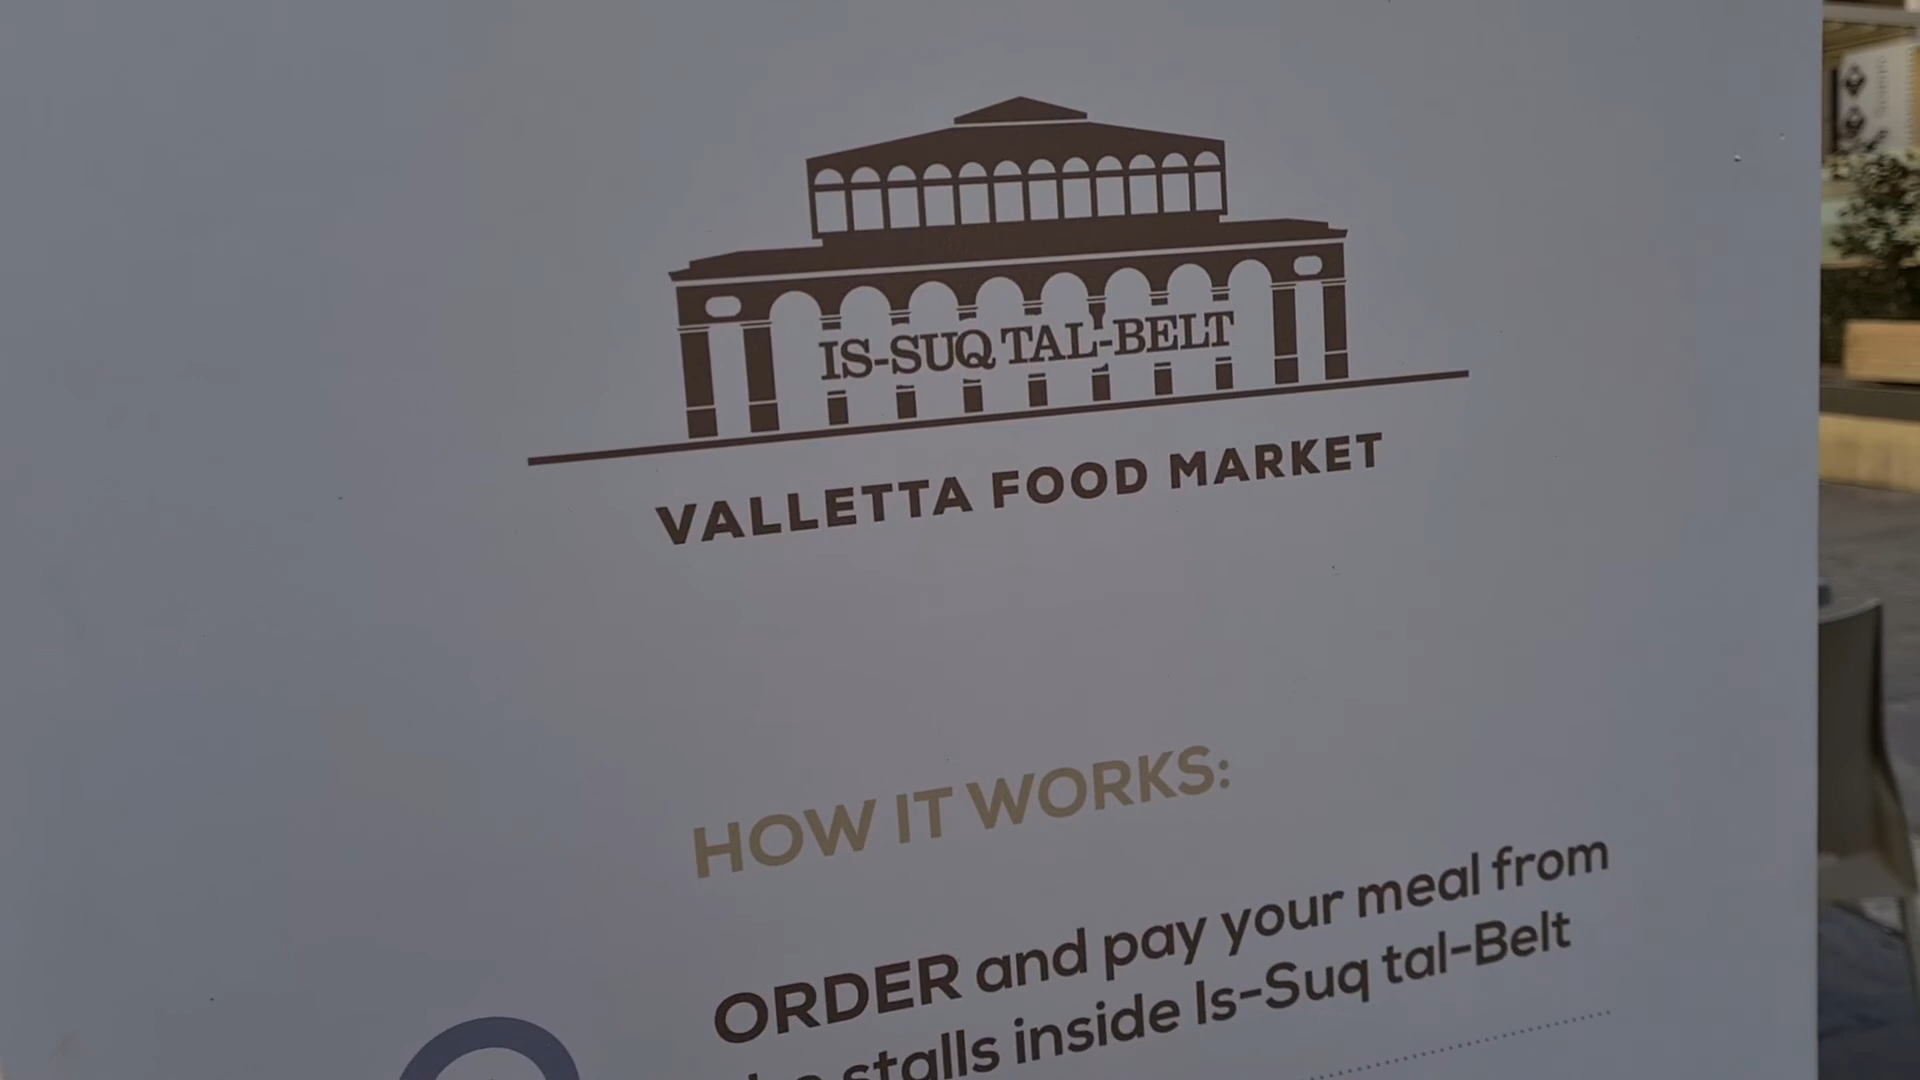 IS-SUQ TAL-BELT
VALLETTA FOOD MARKET
HOW IT WORKS:
ORDER and pay your meal from
stalls inside Is-Suq tal-Belt